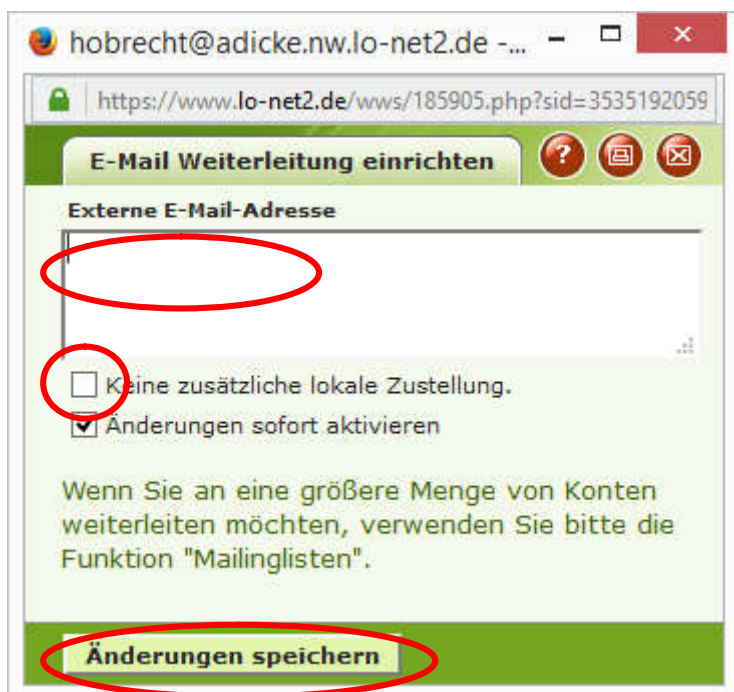 hobrecht@adicke.nw.lo-net2.de -...
https://www.lo-net2.de/wws/185905.php?sid=3535192059
E-Mail Weiterleitung einrichten
Externe E-Mail-Adresse
Keine zusätzliche lokale Zustellung.
Änderungen sofort aktivieren
Wenn Sie an eine größere Menge von Konten
weiterleiten möchten, verwenden Sie bitte die
Funktion "Mailinglisten".
Änderungen speichern